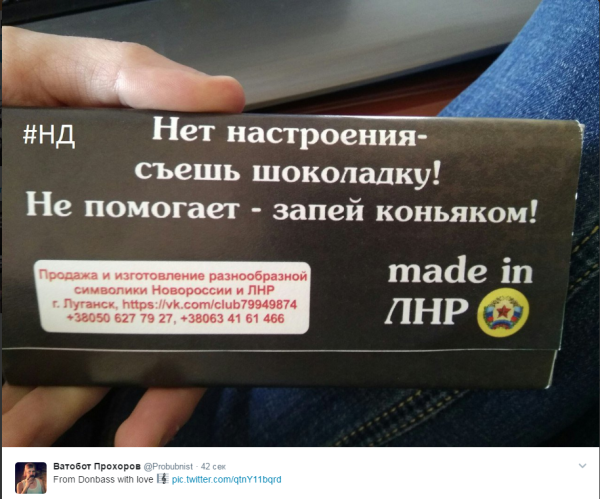 #НД
Нет настроения-
съешь шоколадку!
Не помогает - запей коньяком!
Продажа и изготовление разнообразной
символики Новороссии и ЛНР
г. Луганск, https://vk.com/club79949874
+38050 627 79 27, +38063 41 61 466
made in
ЛНР
Ватобот Прохоров @Probubnist · 42 сек
From Donbass with love 🎼 pic.twitter.com/qtnY11bqrd